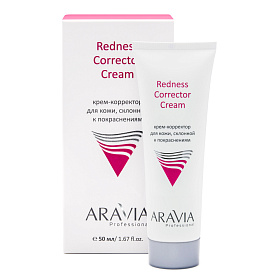 Redness
Corrector
Cream
крем-корректор
для кожи, склонной
к покраснениям
ARAVIA
Professional
℮ 50 мл/ 1.67 fl. oz.
Redness
Corrector
Cream
крем-корректор
для кожи, склонной
к покраснениям
ARAVIA
Professional